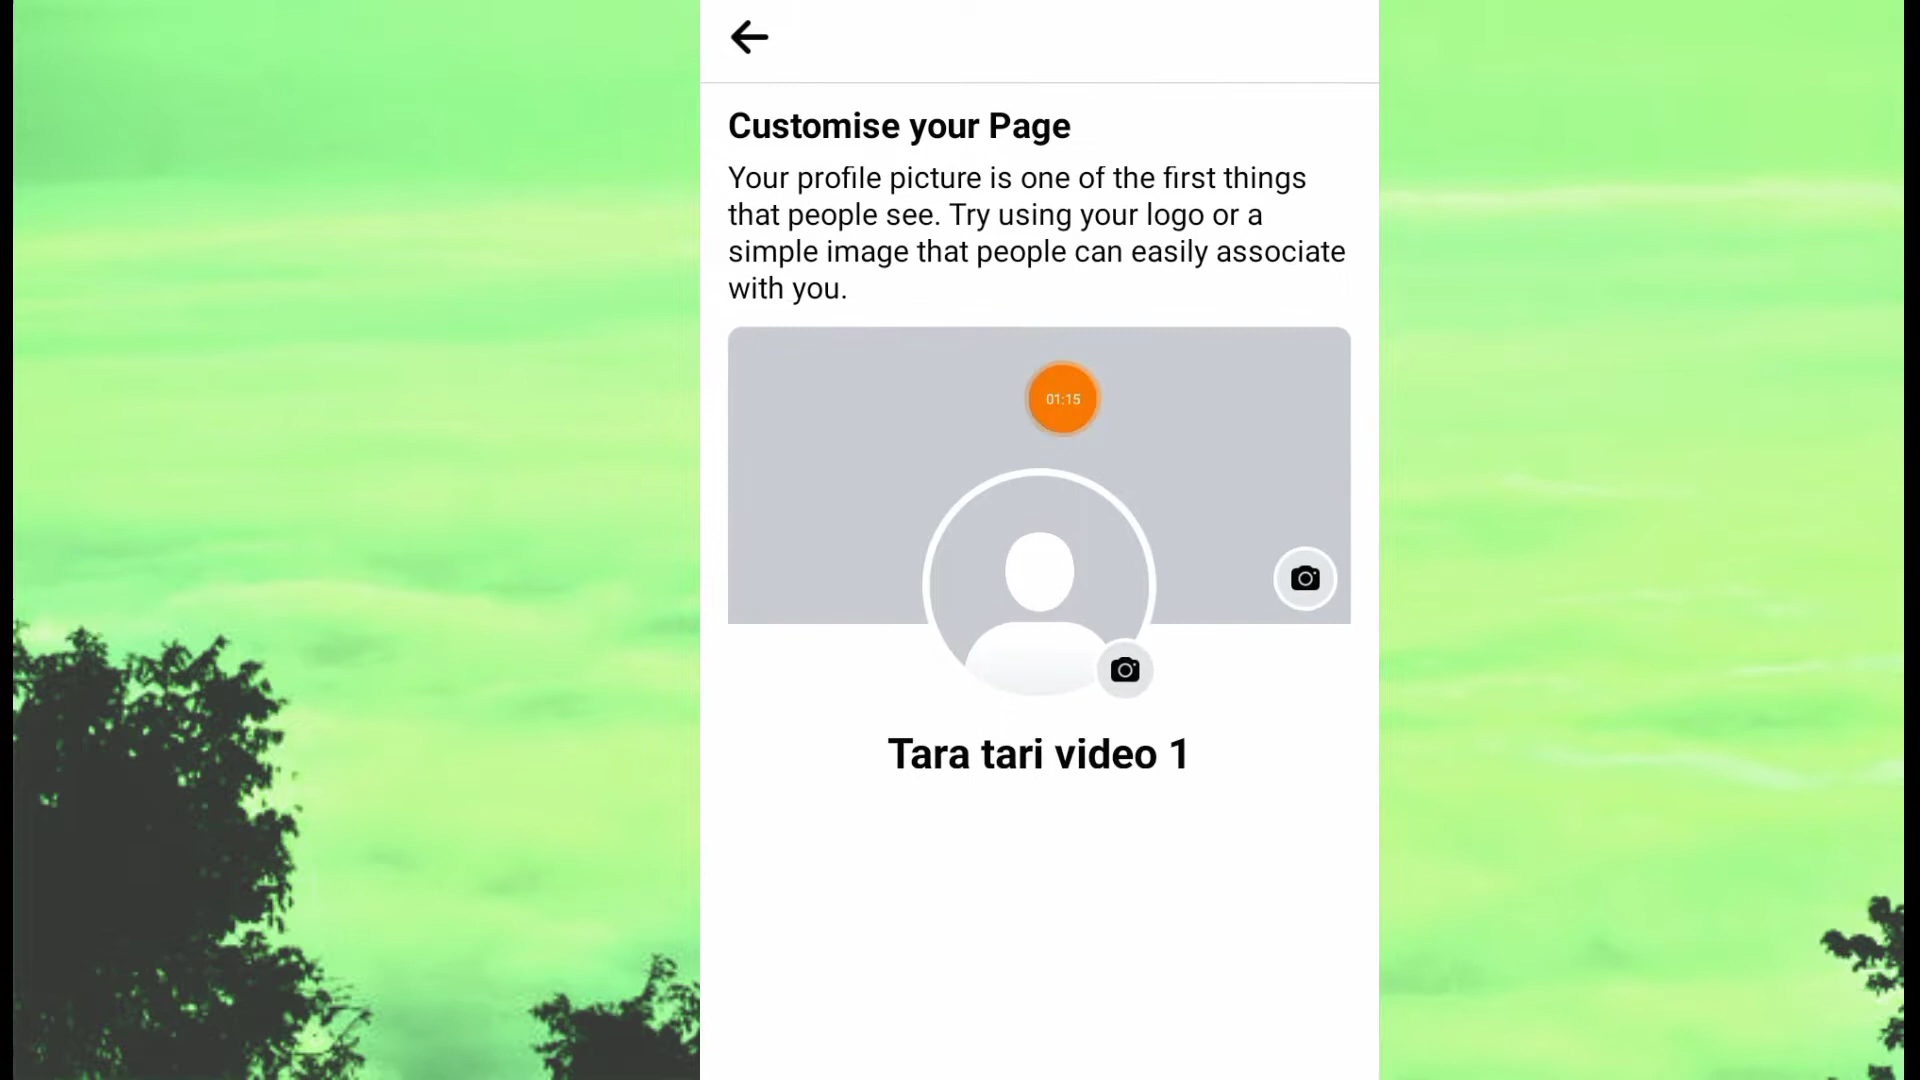 Customise your Page
Your profile picture is one of the first things
that people see. Try using your logo or a
simple image that people can easily associate
with you.
01:15
Tara tari video 1